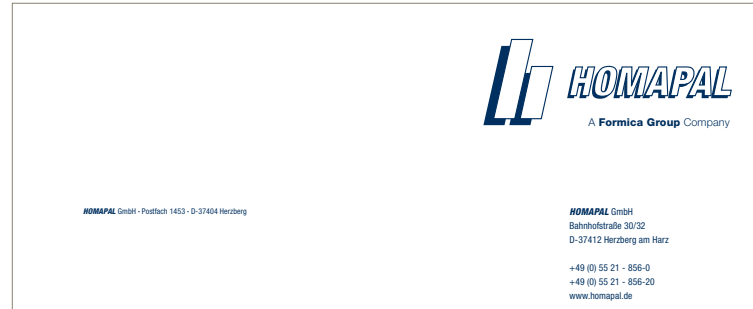 HOMAPAL
A Formica Group Company
HOMAPAL GmbH · Postfach 1453 · D-37404 Herzberg
HOMAPAL GmbH
Bahnhofstraße 30/32
D-37412 Herzberg am Harz
+49 (0) 55 21 - 856-0
+49 (0) 55 21 - 856-20
www.homapal.de